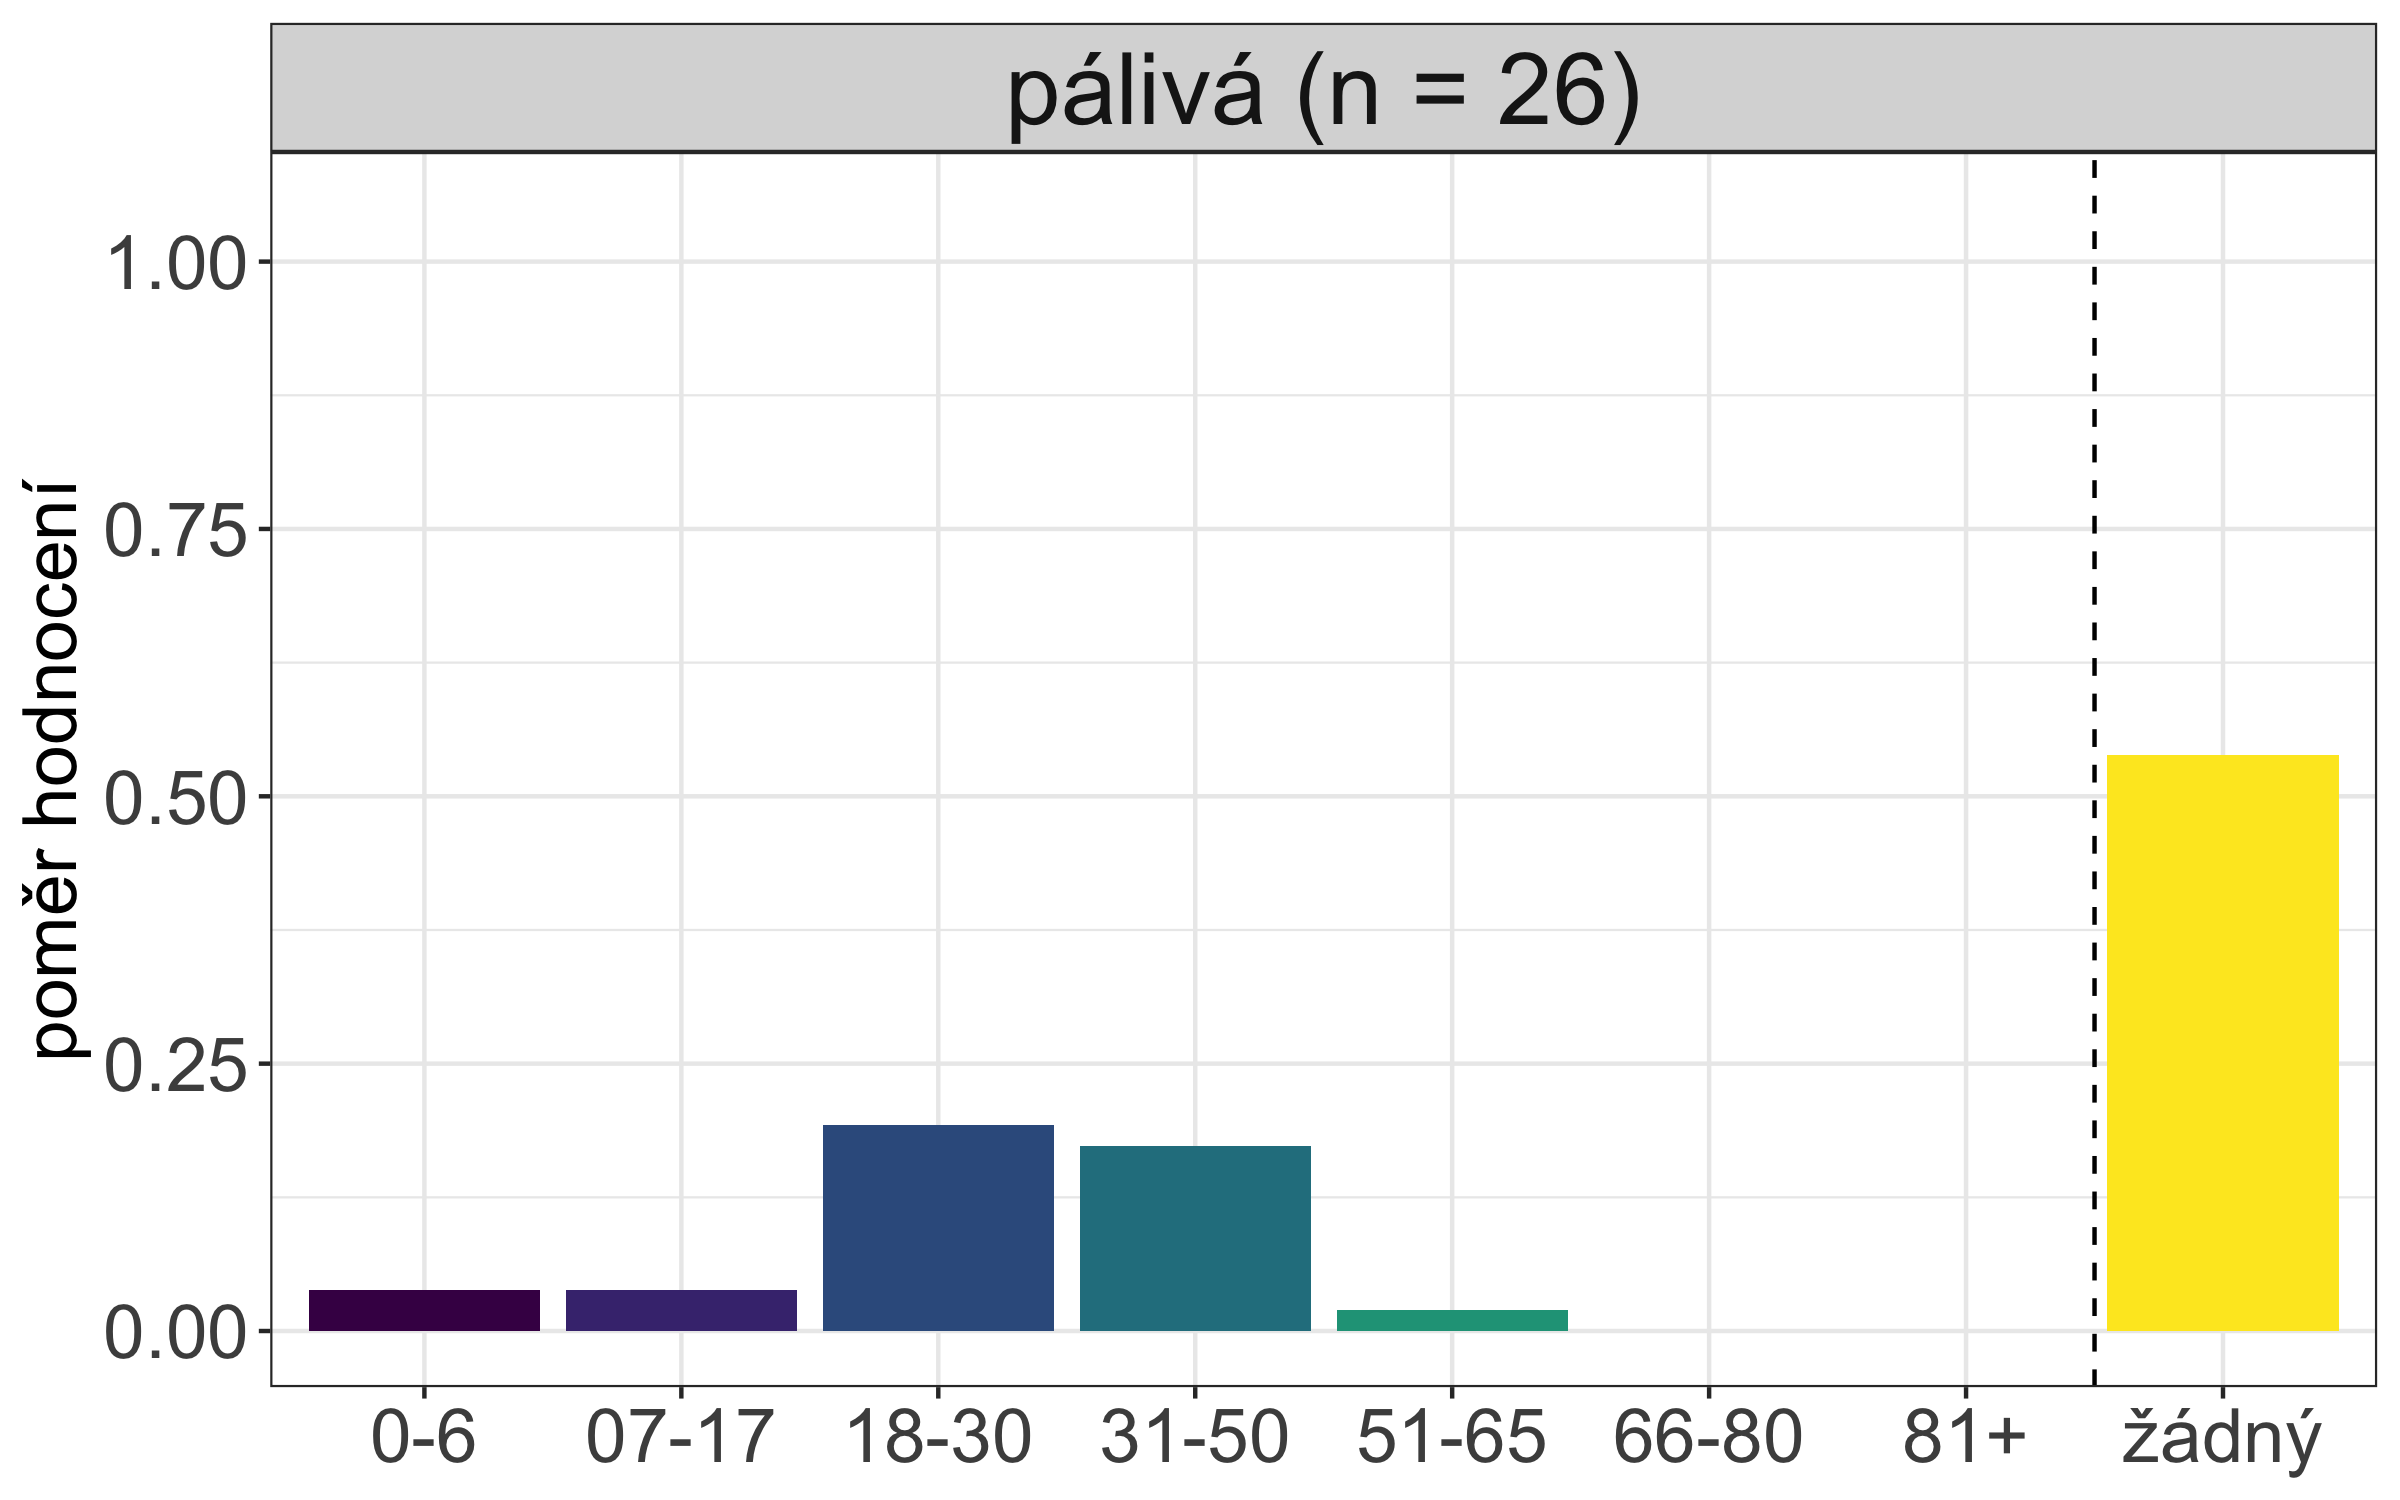 pálivá (n = 26)
poměr hodnocení
1.00
0.75
0.50
0.25
0.00
0-6 07-17 18-30 31-50 51-65 66-80 81+ žádný